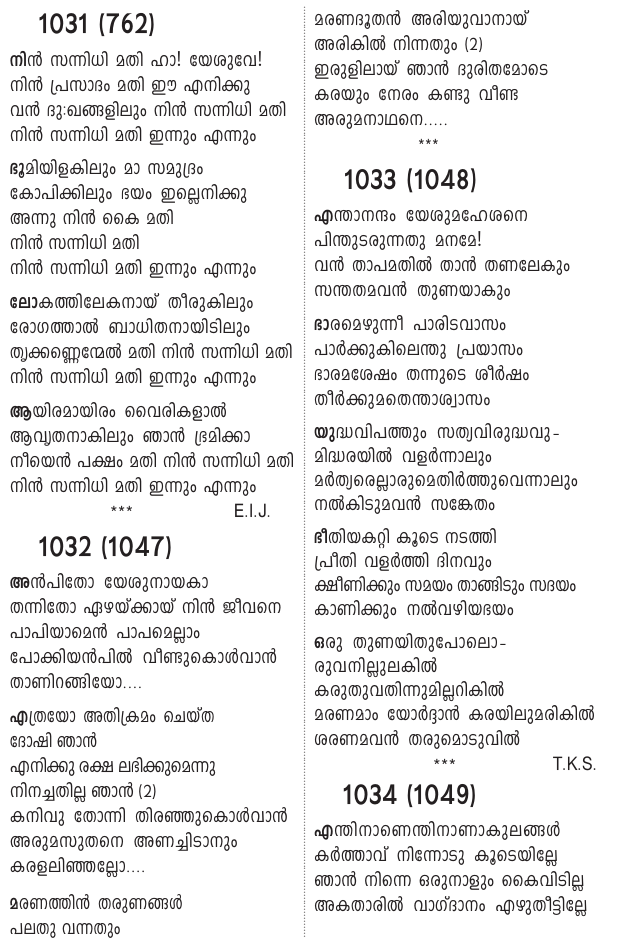 1031 (762)
നിൻ സന്നിധി മതി ഹാ! യേശുവേ!
നിൻ പ്രസാദം മതി ഈ എനിക്കു
വൻ ദുഃഖങ്ങളിലും നിൻ സന്നിധി മതി
നിൻ സന്നിധി മതി ഇന്നും എന്നും
ഭൂമിയിളകിലും മാ സമുദ്രം
കോപിക്കിലും ഭയം ഇല്ലെനിക്കു
അന്നു നിൻ കൈ മതി
നിൻ സന്നിധി മതി
നിൻ സന്നിധി മതി ഇന്നും എന്നും
ലോകത്തിലേകനായ് തീരുകിലും
രോഗത്താൽ ബാധിതനായിടിലും
തൃക്കണ്ണെന്മേൽ മതി നിൻ സന്നിധി മതി
നിൻ സന്നിധി മതി ഇന്നും എന്നും
ആയിരമായിരം വൈരികളാൽ
ആവൃതനാകിലും ഞാൻ ഭ്രമിക്കാ
നീയെൻ പക്ഷം മതി നിൻ സന്നിധി മതി
നിൻ സന്നിധി മതി ഇന്നും എന്നും
*** E.I.J.
1032 (1047)
അൻപിതോ യേശുനായകാ
തന്നിതോ ഏഴയ്ക്കായ് നിൻ ജീവനെ
പാപിയാമെൻ പാപമെല്ലാം
പോക്കിയൻപിൽ വീണ്ടുകൊൾവാൻ
താണിറങ്ങിയോ....
എത്രയോ അതിക്രമം ചെയ്ത
ദോഷി ഞാൻ
എനിക്കു രക്ഷ ലഭിക്കുമെന്നു
നിനച്ചതില്ല ഞാൻ (2)
കനിവു തോന്നി തിരഞ്ഞുകൊൾവാൻ
അരുമസുതനെ അണച്ചിടാനും
കരളലിഞ്ഞല്ലോ....
മരണത്തിൻ തരുണങ്ങൾ
പലതു വന്നതും
മരണദൂതൻ അരിയുവാനായ്
അരികിൽ നിന്നതും (2)
ഇരുളിലായ് ഞാൻ ദുരിതമോടെ
കരയും നേരം കണ്ടു വീണ്ട
അരുമനാഥനെ.....
***
1033 (1048)
എന്താനന്ദം യേശുമഹേശനെ
പിന്തുടരുന്നതു മനമേ!
വൻ താപമതിൽ താൻ തണലേകും
സന്തതമവൻ തുണയാകും
ഭാരമെഴുന്നീ പാരിടവാസം
പാർക്കുകിലെന്തു പ്രയാസം
ഭാരമശേഷം തന്നുടെ ശീർഷം
തീർക്കുമതെന്താശ്വാസം
യുദ്ധവിപത്തും സത്യവിരുദ്ധവു-
മിദ്ധരയിൽ വളർന്നാലും
മർത്യരെല്ലാരുമെതിർത്തുവെന്നാലും
നൽകിടുമവൻ സങ്കേതം
ഭീതിയകറ്റി കൂടെ നടത്തി
പ്രീതി വളർത്തി ദിനവും
ക്ഷീണിക്കും സമയം താങ്ങിടും സദയം
കാണിക്കും നൽവഴിയഭയം
ഒരു തുണയിതുപോലൊ-
രുവനില്ലുലകിൽ
കരുതുവതിന്നുമില്ലറികിൽ
മരണമാം യോർദ്ദാൻ കരയിലുമരികിൽ
ശരണമവൻ തരുമൊടുവിൽ
*** T.K.S.
1034 (1049)
എന്തിനാണെന്തിനാണാകുലങ്ങൾ
കർത്താവ് നിന്നോടു കൂടെയില്ലേ
ഞാൻ നിന്നെ ഒരുനാളും കൈവിടില്ല
അകതാരിൽ വാഗ്ദാനം എഴുതീട്ടില്ലേ